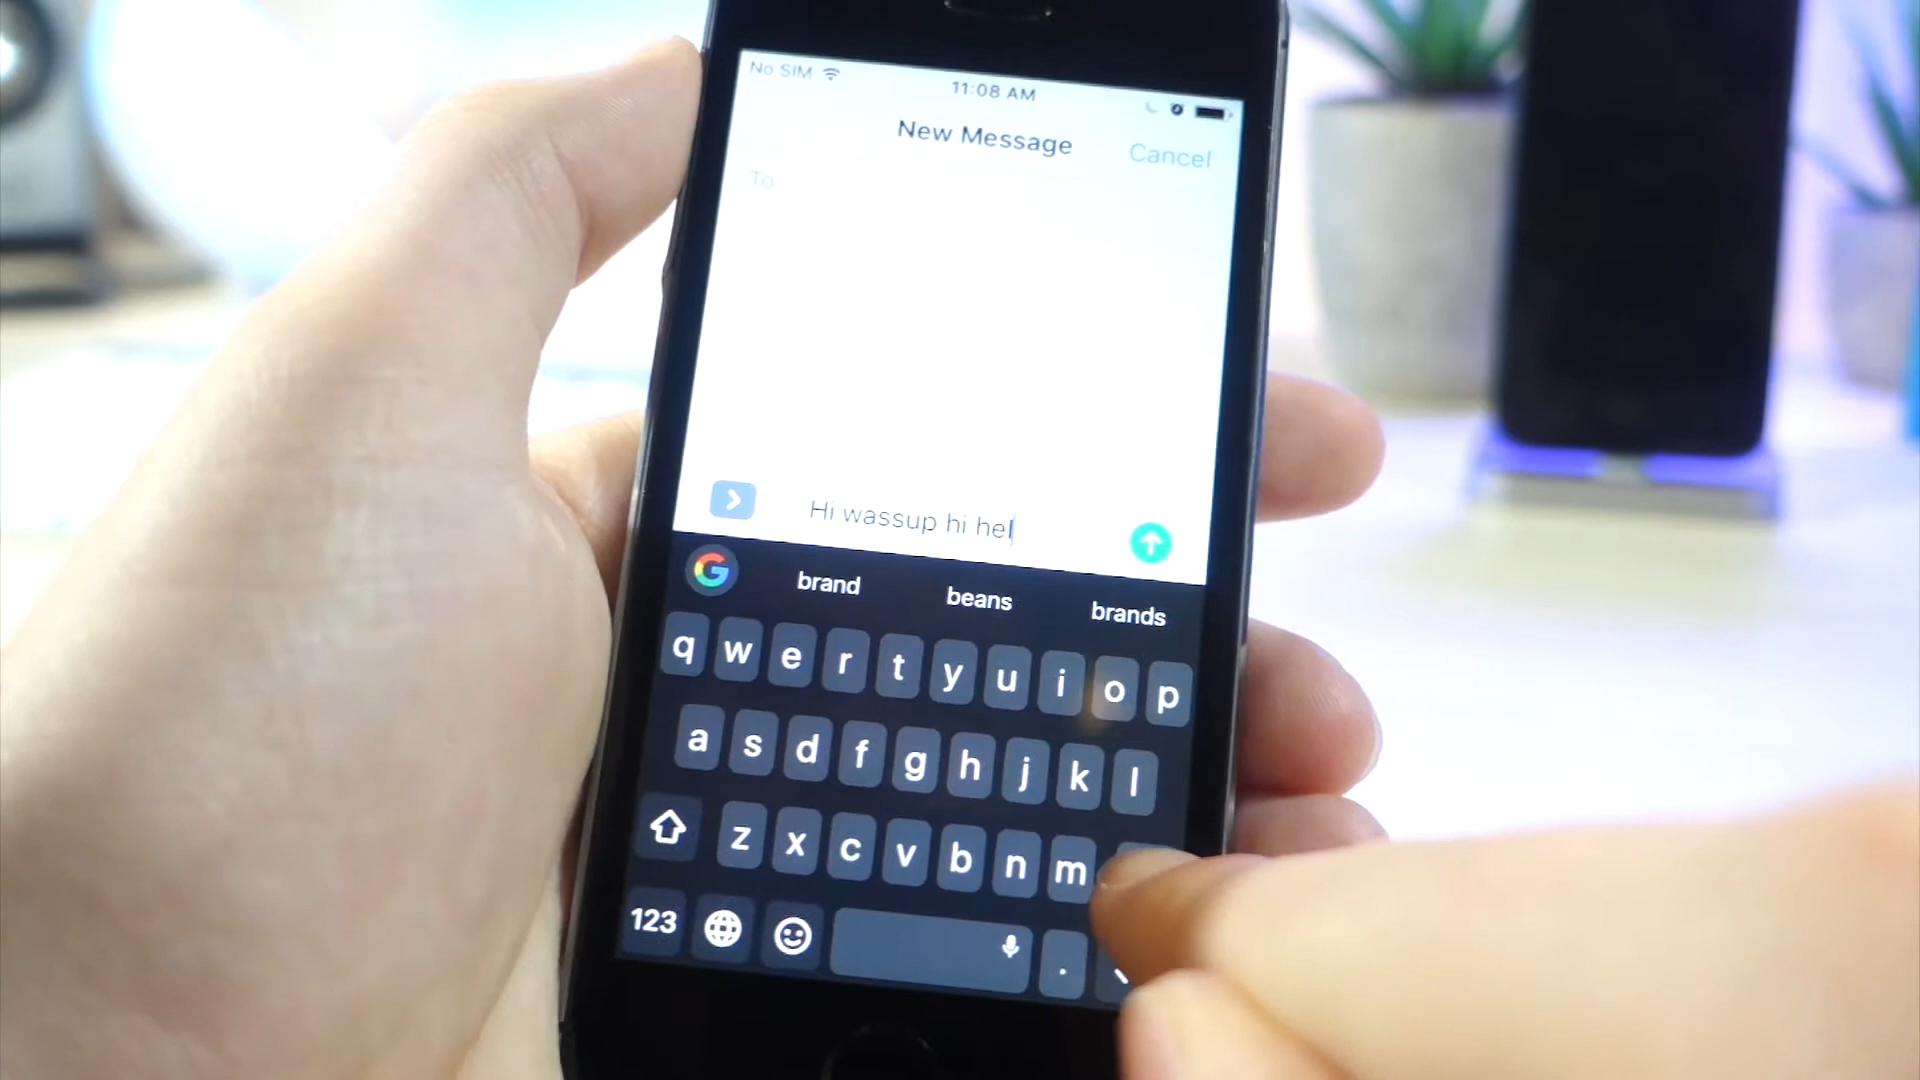 No SIM
11:08 AM
New Message
Cancel
To
Hi wassup hi hel
G
brand
beans
brands
q w e r t y u i o p
a s d f g h j k l
z x c v b n m
123
.